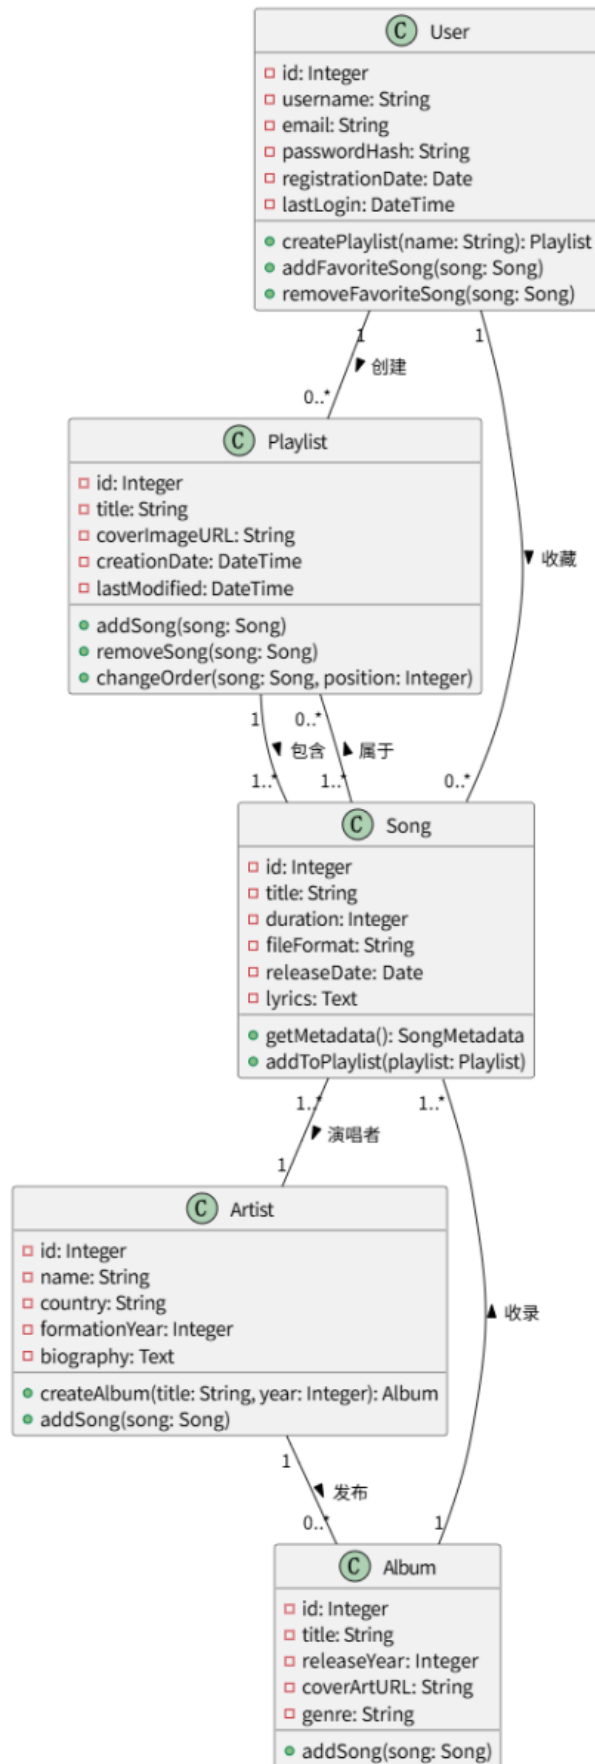 C User
id: Integer
username: String
email: String
passwordHash: String
registrationDate: Date
lastLogin: DateTime
createPlaylist(name: String): Playlist
addFavoriteSong(song: Song)
removeFavoriteSong(song: Song)
1
1
创建
0..*
C Playlist
id: Integer
title: String
coverImageURL: String
creationDate: DateTime
lastModified: DateTime
addSong(song: Song)
removeSong(song: Song)
changeOrder(song: Song, position: Integer)
收藏
1
0..*
包含
属于
1..*
1..*
0..*
C Song
id: Integer
title: String
duration: Integer
fileFormat: String
releaseDate: Date
lyrics: Text
getMetadata(): SongMetadata
addToPlaylist(playlist: Playlist)
1..*
1..*
演唱者
1
C Artist
id: Integer
name: String
country: String
formationYear: Integer
biography: Text
createAlbum(title: String, year: Integer): Album
addSong(song: Song)
收录
1
发布
0..*
1
C Album
id: Integer
title: String
releaseYear: Integer
coverArtURL: String
genre: String
addSong(song: Song)